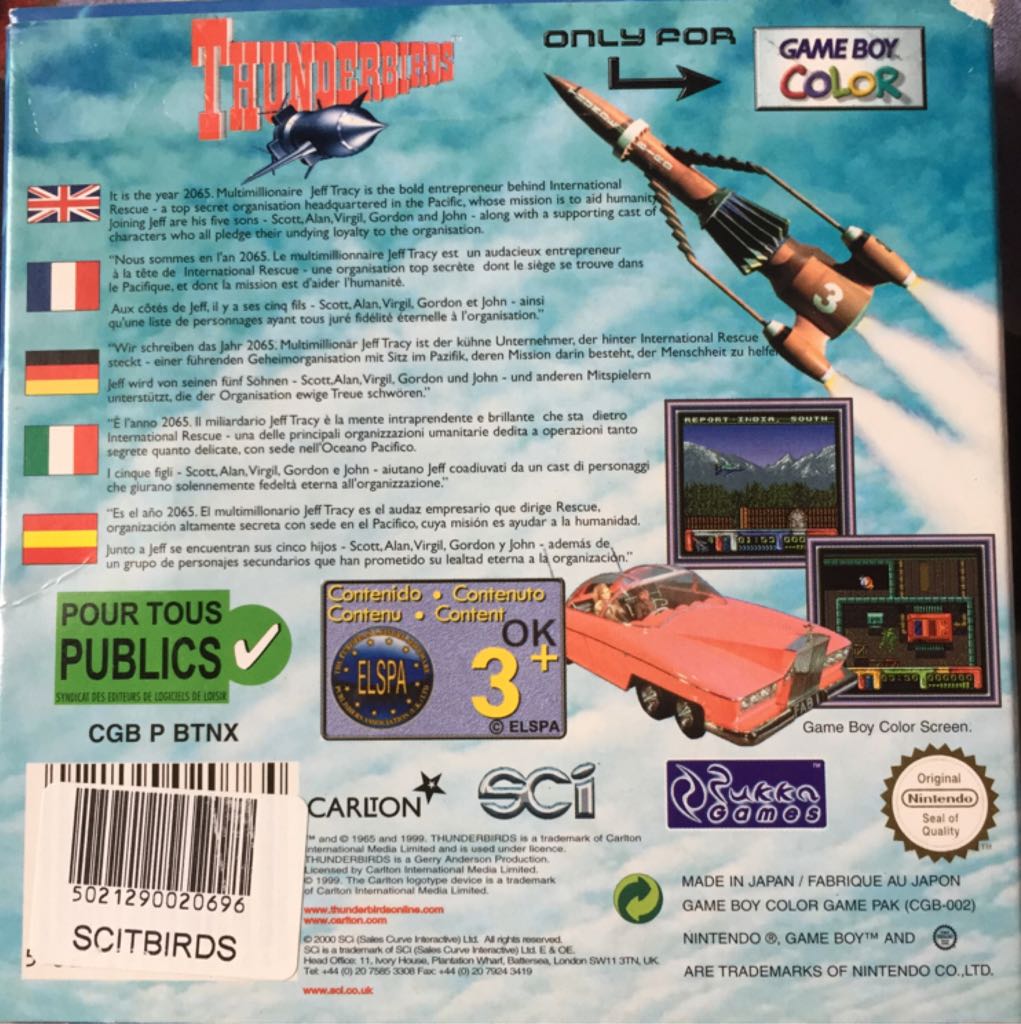 THUNDERBIRDS™
ONLY FOR
GAME BOY
COLOR
It is the year 2065. Multimillionaire Jeff Tracy is the bold entrepreneur behind International
Rescue - a top secret organisation headquartered in the Pacific, whose mission is to aid humanity.
Joining Jeff are his five sons - Scott, Alan, Virgil, Gordon and John - along with a supporting cast of
characters who all pledge their undying loyalty to the organisation.
"Nous sommes en l'an 2065. Le multimillionnaire Jeff Tracy est un audacieux entrepreneur
à la tête de International Rescue - une organisation top secrète dont le siège se trouve dans
le Pacifique, et dont la mission est d'aider l'humanité.
Aux côtés de Jeff, il y a ses cinq fils - Scott, Alan, Virgil, Gordon et John - ainsi
qu'une liste de personnages ayant tous juré fidélité éternelle à l'organisation."
"Wir schreiben das Jahr 2065. Multimillionär Jeff Tracy ist der kühne Unternehmer, der hinter International Rescue
steckt - einer führenden Geheimorganisation mit Sitz im Pazifik, deren Mission darin besteht, der Menschheit zu helfen
Jeff wird von seinen fünf Söhnen - Scott, Alan, Virgil, Gordon und John - und anderen Mitspielern
unterstützt, die der Organisation ewige Treue schwören."
"È l'anno 2065. Il miliardario Jeff Tracy è la mente intraprendente e brillante che sta dietro
International Rescue - una delle principali organizzazioni umanitarie dedita a operazioni tanto
segrete quanto delicate, con sede nell'Oceano Pacifico.
I cinque figli - Scott, Alan, Virgil, Gordon e John - aiutano Jeff coadiuvati da un cast di personaggi
che giurano solennemente fedeltà eterna all'organizzazione."
"Es el año 2065. El multimillonario Jeff Tracy es el audaz empresario que dirige Rescue,
organización altamente secreta con sede en el Pacífico, cuya misión es ayudar a la humanidad.
Junto a Jeff se encuentran sus cinco hijos - Scott, Alan, Virgil, Gordon y John - además de
un grupo de personajes secundarios que han prometido su lealtad eterna a la organización."
3
REPORT INDIA, SOUTH
POUR TOUS
PUBLICS
SYNDICAT DES EDITEURS DE LOGICIELS DE LOISIR
CGB P BTNX
Contenido • Contenuto
Contenu • Content
ELSPA
OK
3+
© ELSPA
FAB 1
Game Boy Color Screen.
5021290020696
SCITBIRDS
CARLTON
SCi
Pukka Games™
Original
Nintendo
Seal of
Quality
TM
™ and © 1965 and 1999. THUNDERBIRDS is a trademark of Carlton
International Media Limited and is used under licence.
THUNDERBIRDS is a Gerry Anderson Production.
Licensed by Carlton International Media Limited.
© 1999. The Carlton logotype device is a trademark
of Carlton International Media Limited.
www.thunderbirdsonline.com
www.carlton.com
© 2000 SCi (Sales Curve Interactive) Ltd. All rights reserved.
SCi is a trademark of SCi (Sales Curve Interactive) Ltd. E & OE.
Head Office: 11, Ivory House, Plantation Wharf, Battersea, London SW11 3TN, UK.
Tel: +44 (0) 20 7585 3308 Fax: +44 (0) 20 7924 3419
www.sci.co.uk
MADE IN JAPAN / FABRIQUE AU JAPON
GAME BOY COLOR GAME PAK (CGB-002)
NINTENDO ®, GAME BOY™ AND
ARE TRADEMARKS OF NINTENDO CO.,LTD.